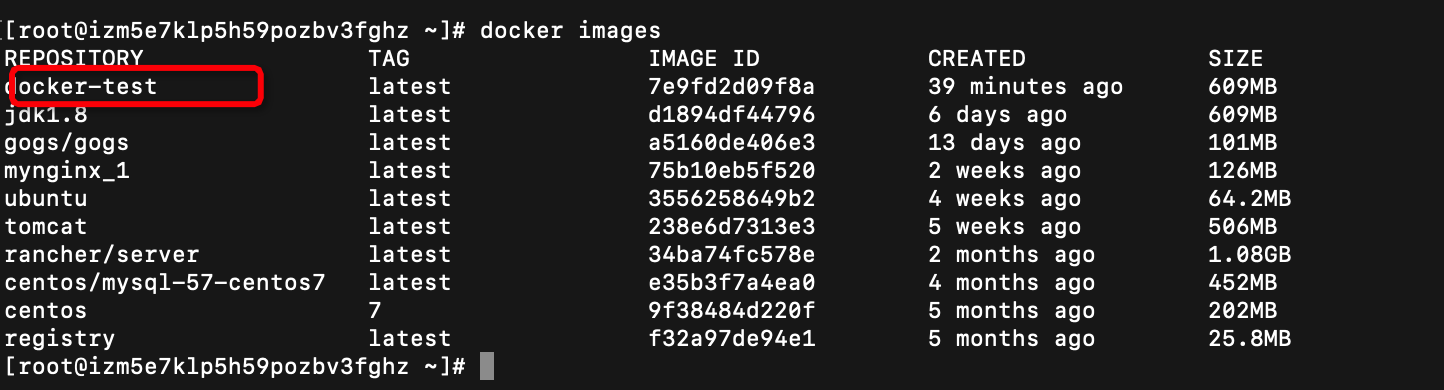 [root@izm5e7klp5h59pozbv3fghz ~]# docker images
REPOSITORY TAG IMAGE ID CREATED SIZE
docker-test latest 7e9fd2d09f8a 39 minutes ago 609MB
jdk1.8 latest d1894df44796 6 days ago 609MB
gogs/gogs latest a5160de406e3 13 days ago 101MB
mynginx_1 latest 75b10eb5f520 2 weeks ago 126MB
ubuntu latest 3556258649b2 4 weeks ago 64.2MB
tomcat latest 238e6d7313e3 5 weeks ago 506MB
rancher/server latest 34ba74fc578e 2 months ago 1.08GB
centos/mysql-57-centos7 latest e35b3f7a4ea0 4 months ago 452MB
centos 7 9f38484d220f 5 months ago 202MB
registry latest f32a97de94e1 5 months ago 25.8MB
[root@izm5e7klp5h59pozbv3fghz ~]#